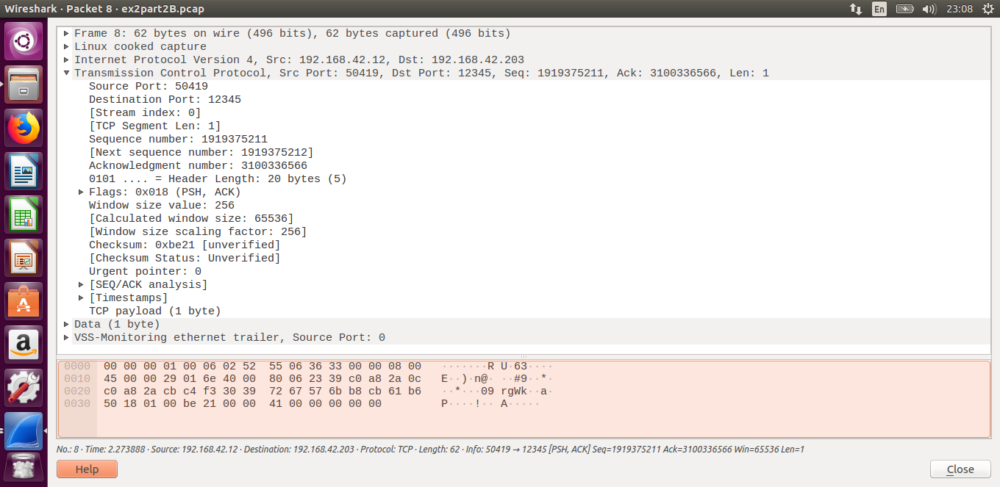 Wireshark · Packet 8 · ex2part2B.pcap
En
23:08
Frame 8: 62 bytes on wire (496 bits), 62 bytes captured (496 bits)
Linux cooked capture
Internet Protocol Version 4, Src: 192.168.42.12, Dst: 192.168.42.203
Transmission Control Protocol, Src Port: 50419, Dst Port: 12345, Seq: 1919375211, Ack: 3100336566, Len: 1
Source Port: 50419
Destination Port: 12345
[Stream index: 0]
[TCP Segment Len: 1]
Sequence number: 1919375211
[Next sequence number: 1919375212]
Acknowledgment number: 3100336566
0101 .... = Header Length: 20 bytes (5)
Flags: 0x018 (PSH, ACK)
Window size value: 256
[Calculated window size: 65536]
[Window size scaling factor: 256]
Checksum: 0xbe21 [unverified]
[Checksum Status: Unverified]
Urgent pointer: 0
[SEQ/ACK analysis]
[Timestamps]
TCP payload (1 byte)
Data (1 byte)
VSS-Monitoring ethernet trailer, Source Port: 0
0000 00 00 00 01 00 06 02 52 55 06 36 33 00 00 08 00 ·······R U·63····
0010 45 00 00 29 01 6e 40 00 80 06 23 39 c0 a8 2a 0c E··)·n@· ··#9··*·
0020 c0 a8 2a cb c4 f3 30 39 72 67 57 6b b8 cb 61 b6 ··*···09 rgWk··a·
0030 50 18 01 00 be 21 00 00 41 00 00 00 00 00 P····!·· A·····
No.: 8 · Time: 2.273888 · Source: 192.168.42.12 · Destination: 192.168.42.203 · Protocol: TCP · Length: 62 · Info: 50419 → 12345 [PSH, ACK] Seq=1919375211 Ack=3100336566 Win=65536 Len=1
Help
Close